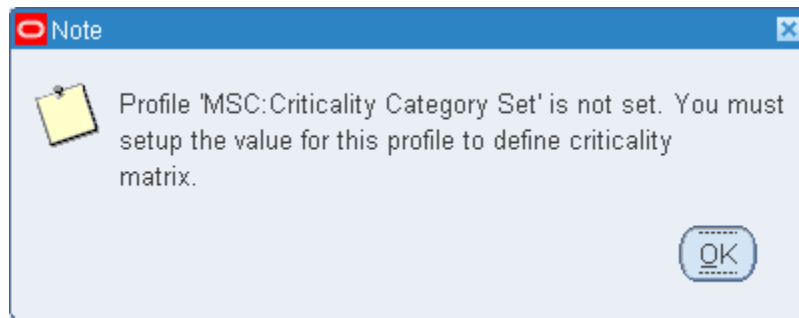 Note
Profile 'MSC:Criticality Category Set' is not set. You must
setup the value for this profile to define criticality
matrix.
OK